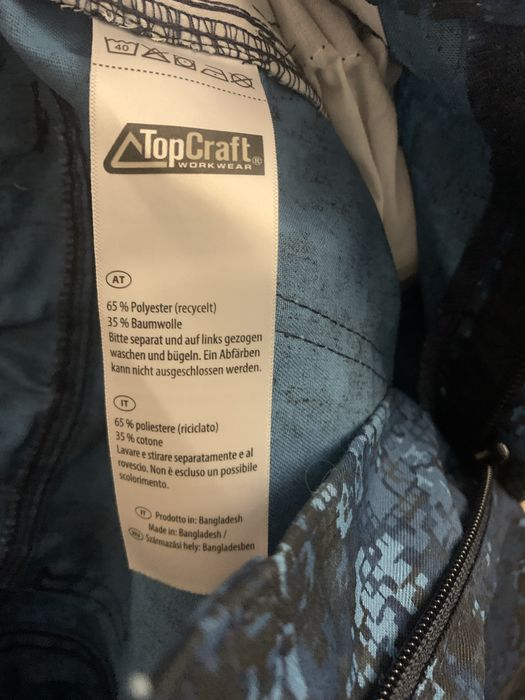 40
TopCraft®
WORKWEAR
AT
65 % Polyester (recycelt)
35 % Baumwolle
Bitte separat und auf links gezogen
waschen und bügeln. Ein Abfärben
kann nicht ausgeschlossen werden.
IT
65 % poliestere (riciclato)
35 % cotone
Lavare e stirare separatamente e al
rovescio. Non è escluso un possibile
scolorimento.
IT Prodotto in: Bangladesh
Made in: Bangladesh /
HU Származási hely: Bangladesben